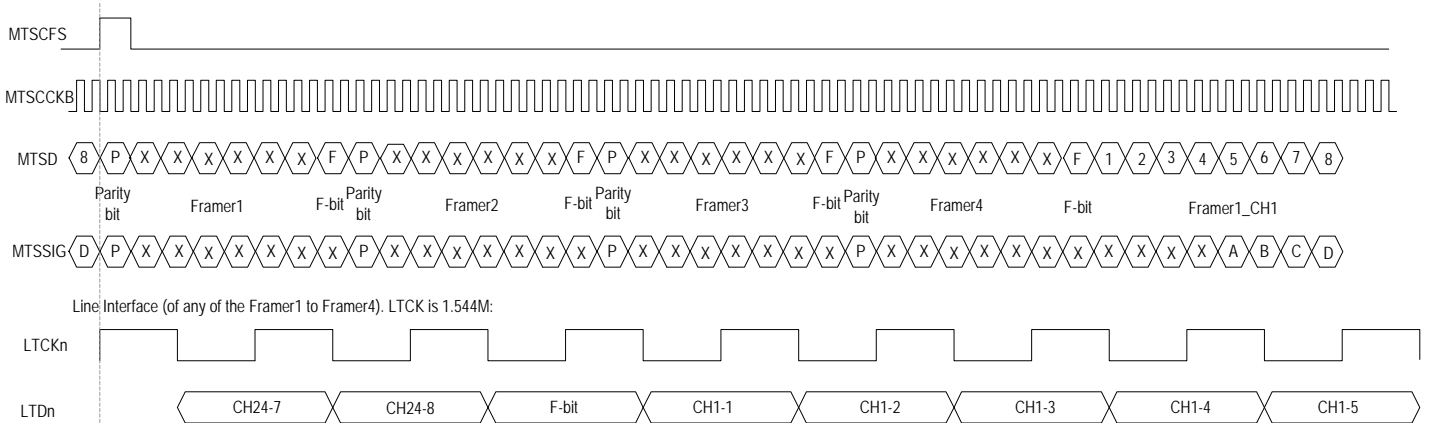 MTSCFS
MTSCCKB
MTSD 8 P X X X X X X F P X X X X X X F P X X X X X X F P X X X X X X F 1 2 3 4 5 6 7 8
Parity bit Framer1 F-bit Parity bit Framer2 F-bit Parity bit Framer3 F-bit Parity bit Framer4 F-bit Framer1_CH1
MTSSIG D P X X X X X X X P X X X X X X X P X X X X X X X P X X X X X X X X X X X A B C D
Line Interface (of any of the Framer1 to Framer4). LTCK is 1.544M:
LTCKn
LTDn CH24-7 CH24-8 F-bit CH1-1 CH1-2 CH1-3 CH1-4 CH1-5